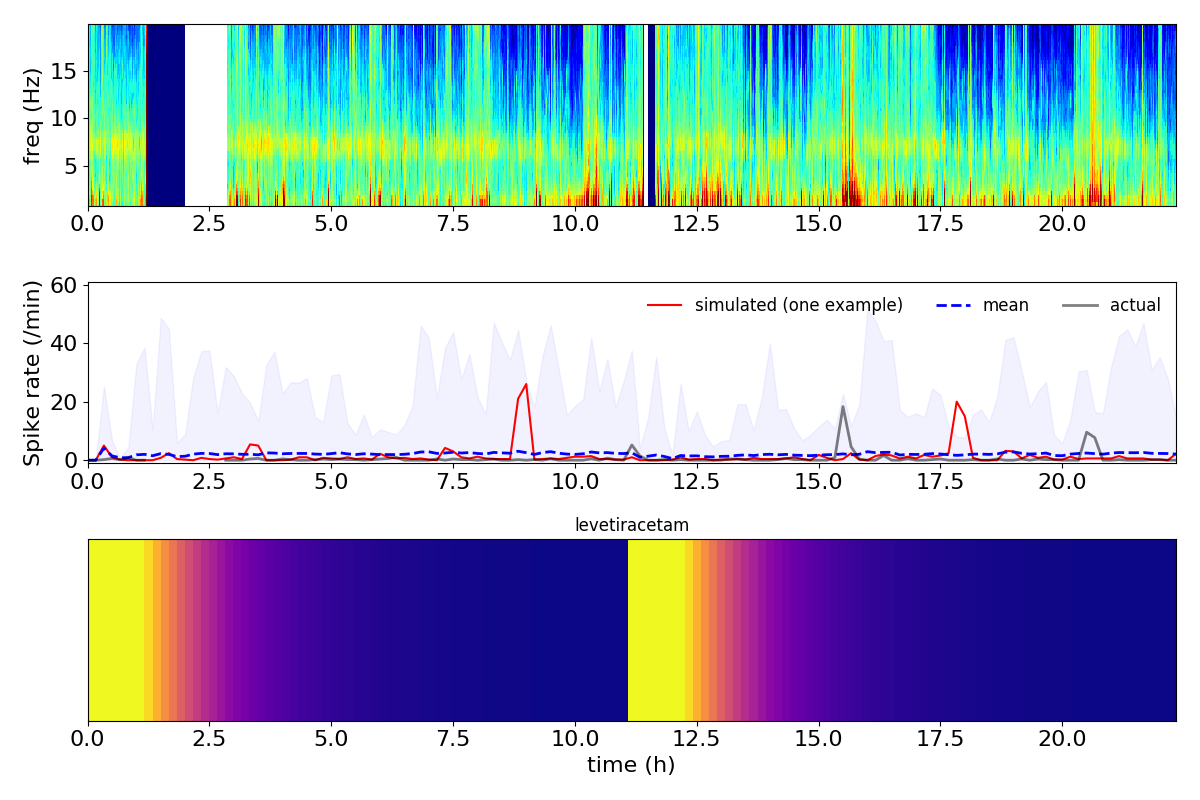 freq (Hz)
15
10
5
0.0 2.5 5.0 7.5 10.0 12.5 15.0 17.5 20.0
Spike rate (/min)
60
40
20
0
simulated (one example) mean actual
0.0 2.5 5.0 7.5 10.0 12.5 15.0 17.5 20.0
levetiracetam
0.0 2.5 5.0 7.5 10.0 12.5 15.0 17.5 20.0
time (h)